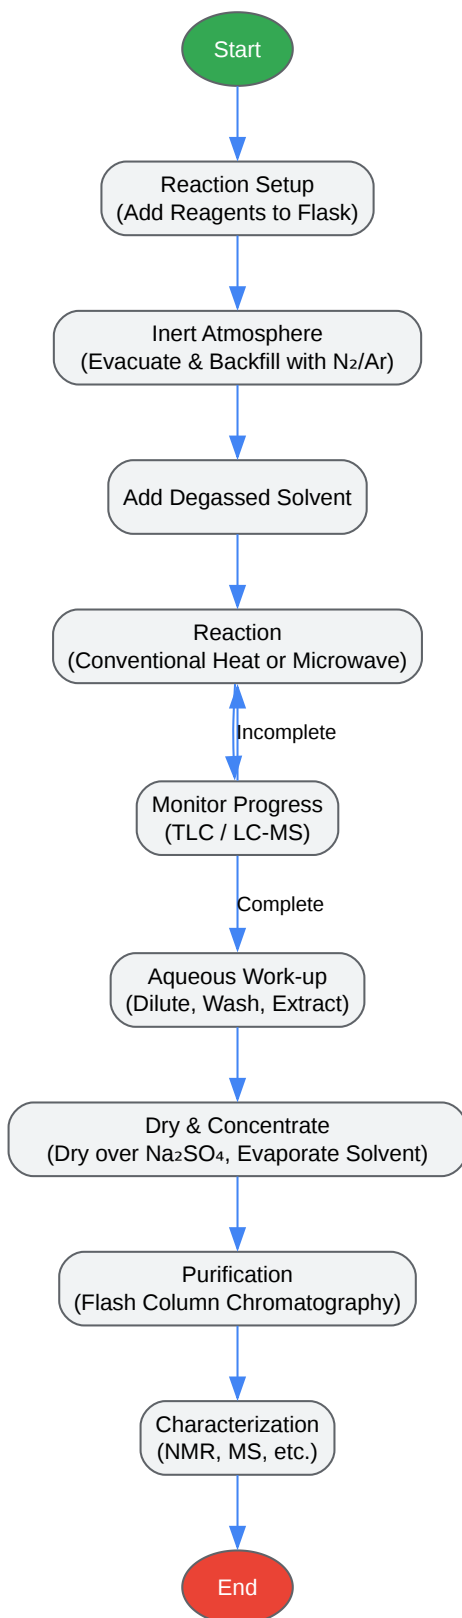 Start
Reaction Setup
(Add Reagents to Flask)
Inert Atmosphere
(Evacuate & Backfill with N₂/Ar)
Add Degassed Solvent
Reaction
(Conventional Heat or Microwave)
Incomplete
Monitor Progress
(TLC / LC-MS)
Complete
Aqueous Work-up
(Dilute, Wash, Extract)
Dry & Concentrate
(Dry over Na₂SO₄, Evaporate Solvent)
Purification
(Flash Column Chromatography)
Characterization
(NMR, MS, etc.)
End